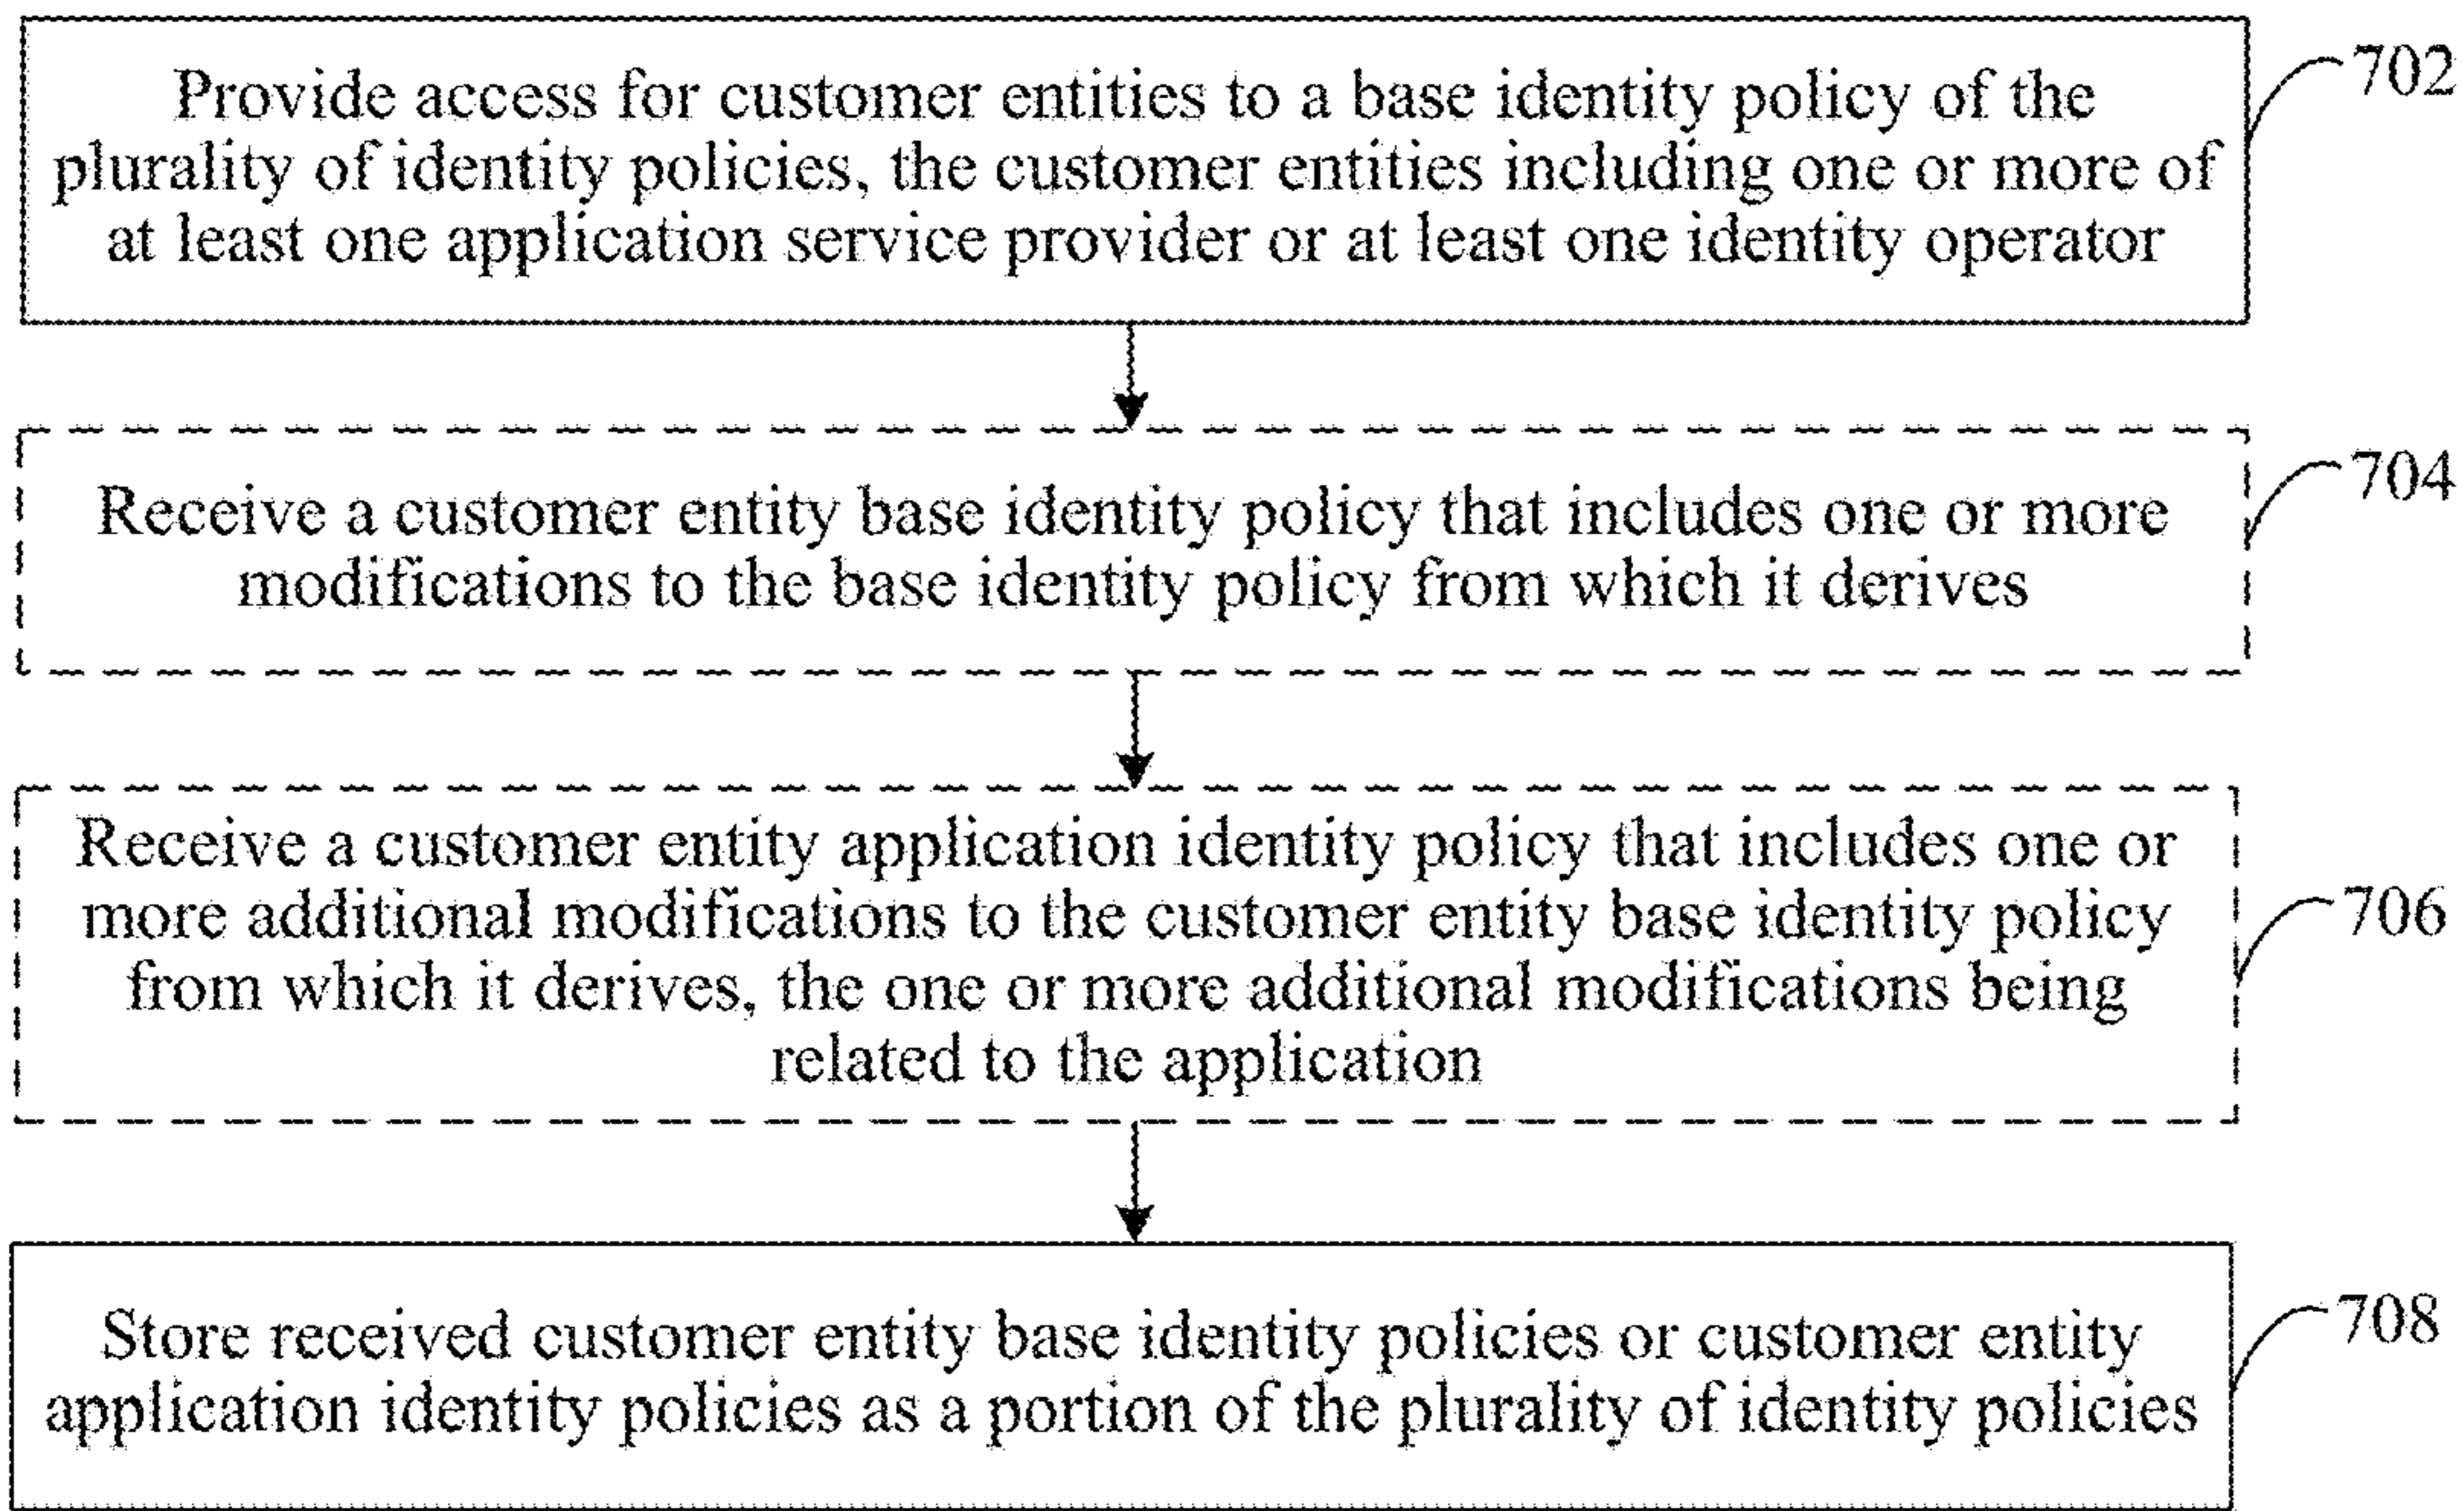 Provide access for customer entities to a base identity policy of the
plurality of identity policies, the customer entities including one or more of
at least one application service provider or at least one identity operator
702
Receive a customer entity base identity policy that includes one or more
modifications to the base identity policy from which it derives
704
Receive a customer entity application identity policy that includes one or
more additional modifications to the customer entity base identity policy
from which it derives, the one or more additional modifications being
related to the application
706
Store received customer entity base identity policies or customer entity
application identity policies as a portion of the plurality of identity policies
708